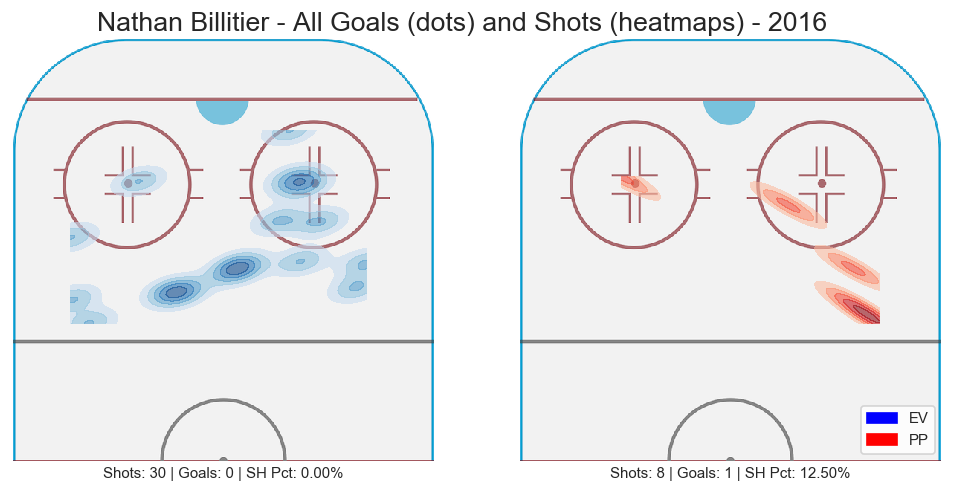 Nathan Billitier - All Goals (dots) and Shots (heatmaps) - 2016
EV
PP
Shots: 30 | Goals: 0 | SH Pct: 0.00%
Shots: 8 | Goals: 1 | SH Pct: 12.50%